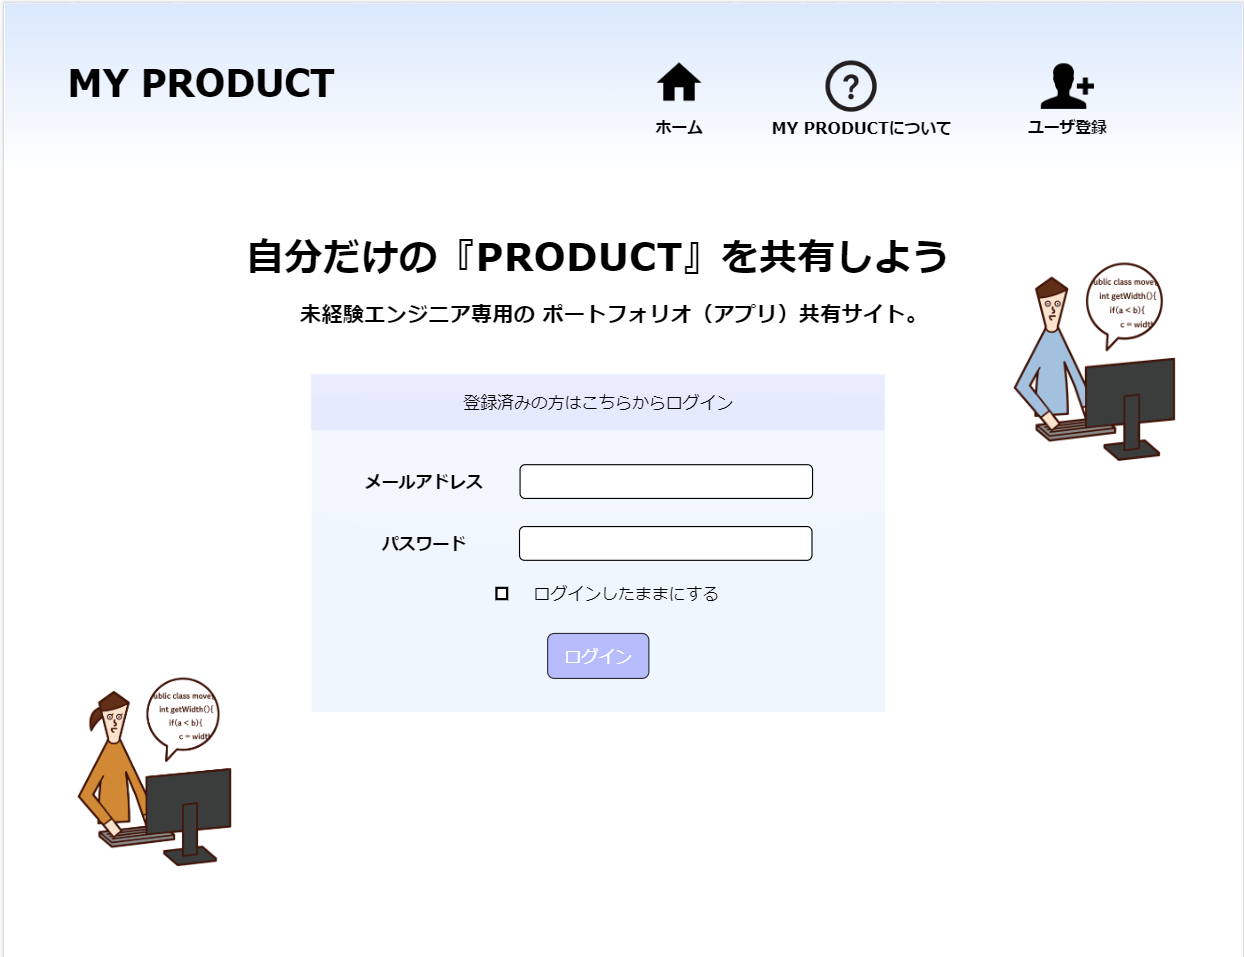 MY PRODUCT
ホーム
MY PRODUCTについて
ユーザ登録
自分だけの『PRODUCT』を共有しよう
未経験エンジニア専用の ポートフォリオ（アプリ）共有サイト。
ublic class move
int getWidth(){
if(a < b){
c = width
登録済みの方はこちらからログイン
メールアドレス
パスワード
ログインしたままにする
ログイン
ublic class move
int getWidth(){
if(a < b){
c = width